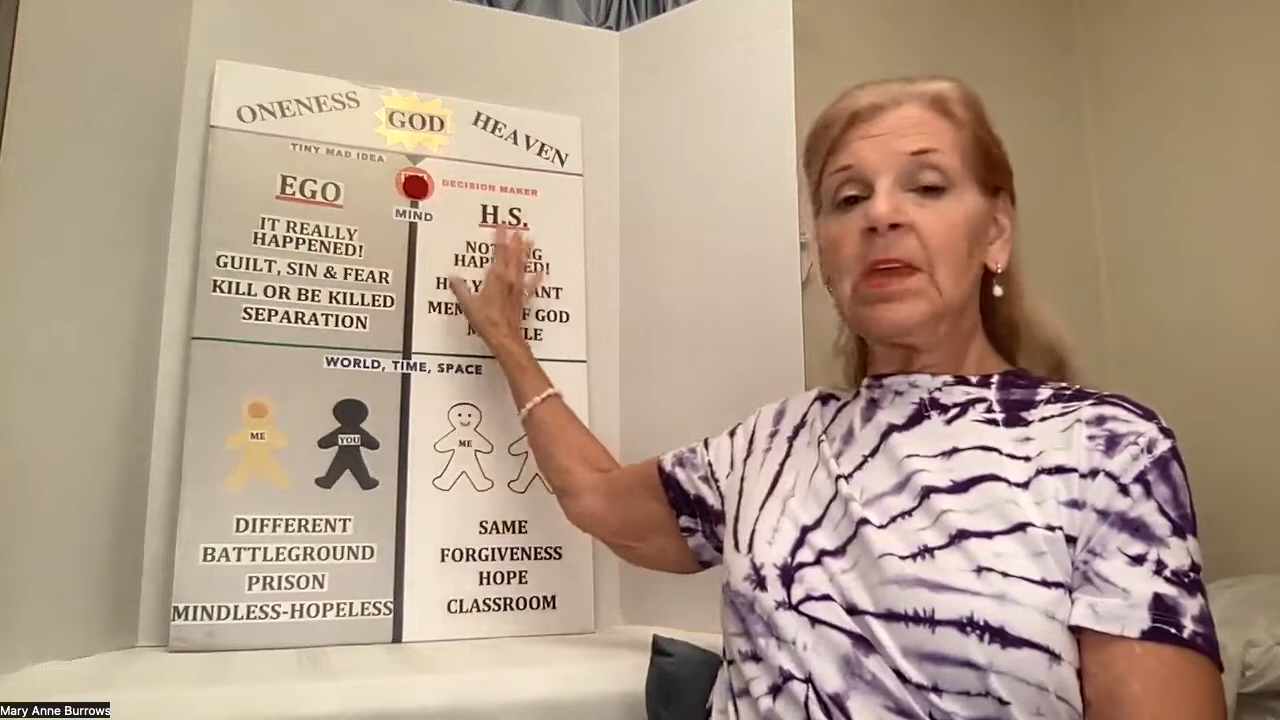 ONENESS GOD HEAVEN
TINY MAD IDEA
DECISION MAKER
MIND
EGO
IT REALLY
HAPPENED!
GUILT, SIN & FEAR
KILL OR BE KILLED
SEPARATION
H.S.
OF GOD
WORLD, TIME, SPACE
ME
YOU
ME
DIFFERENT
BATTLEGROUND
PRISON
MINDLESS-HOPELESS
SAME
FORGIVENESS
HOPE
CLASSROOM
Mary Anne Burrows